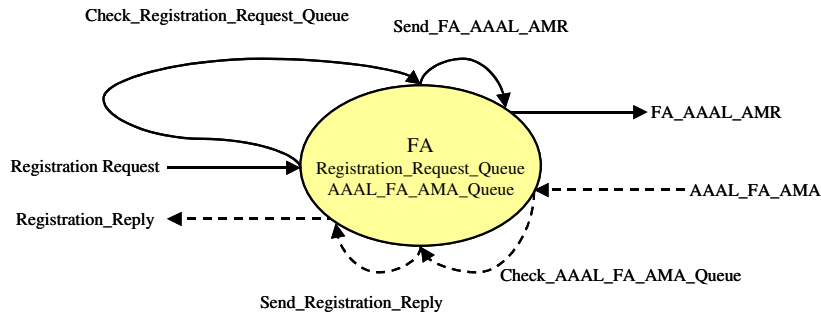 Check_Registration_Request_Queue
Send_FA_AAAL_AMR
FA_AAAL_AMR
FA
Registration Request
Registration_Request_Queue
AAAL_FA_AMA_Queue
AAAL_FA_AMA
Registration_Reply
Check_AAAL_FA_AMA_Queue
Send_Registration_Reply